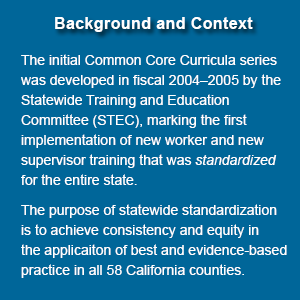 Background and Context
The initial Common Core Curricula series
was developed in fiscal 2004–2005 by the
Statewide Training and Education
Committee (STEC), marking the first
implementation of new worker and new
supervisor training that was standardized
for the entire state.
The purpose of statewide standardization
is to achieve consistency and equity in
the applicaiton of best and evidence-based
practice in all 58 California counties.